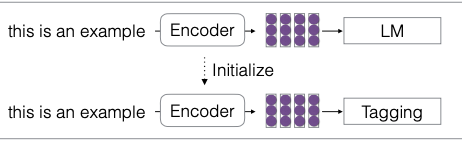 this is an example Encoder LM
Initialize
this is an example Encoder Tagging